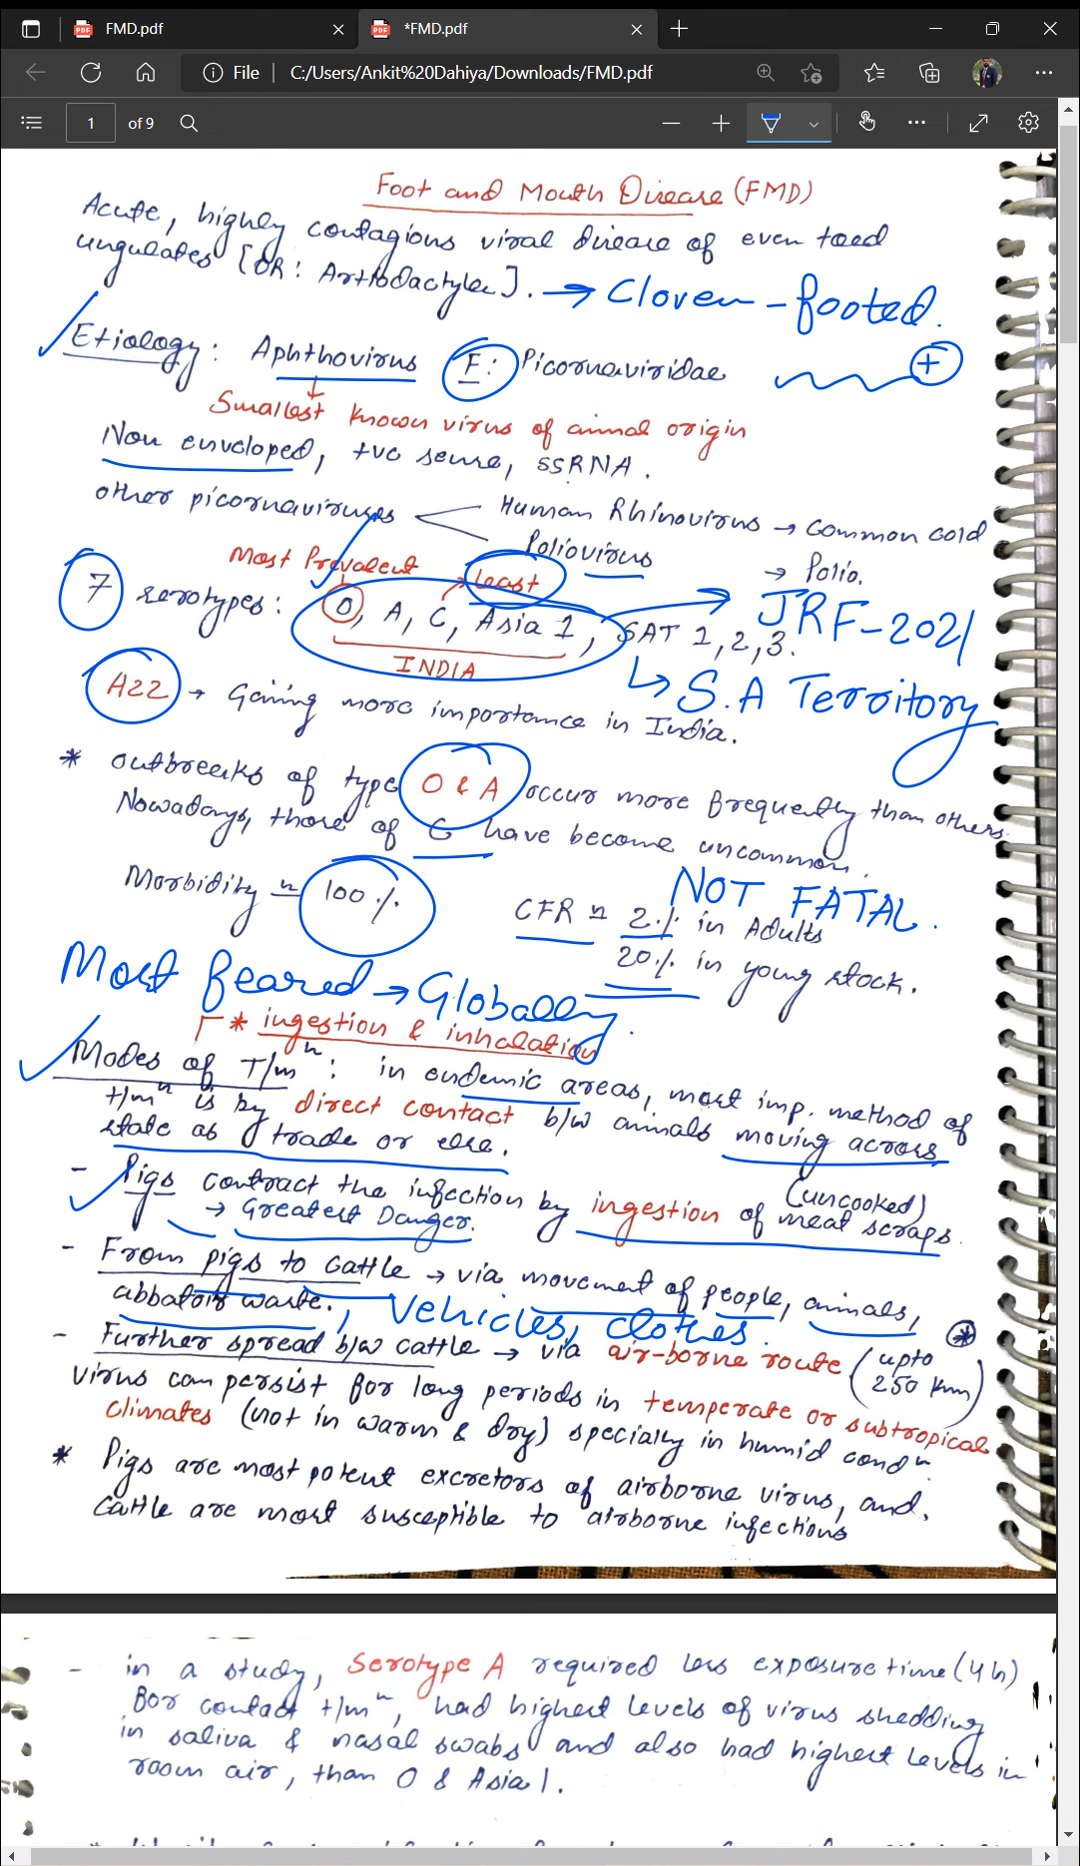 FMD.pdf
*FMD.pdf
File
C:/Users/Ankit%20Dahiya/Downloads/FMD.pdf
1 of 9
Foot and Mouth Disease (FMD)
Acute, highly contagious viral disease of even toed
ungulates [OR: Artiodactyla]. → Cloven-footed.
Etiology: Aphthovirus F: Picornaviridae +
Smallest known virus of animal origin
Non enveloped, +ve sense, ssRNA.
other picornaviruses Human Rhinovirus → common cold
Poliovirus → Polio.
Most Prevalent → least
7 serotypes: O, A, C, Asia 1, SAT 1,2,3. JRF-2021
INDIA S.A Territory
A22 → Gaining more importance in India.
* outbreaks of type O & A occur more frequently than others.
Nowadays, those of C have become uncommon.
Morbidity ≈ 100 % NOT FATAL.
CFR ≈ 2% in Adults
20% in young stock.
Most feared → Globally.
* ingestion & inhalation
Modes of T/mⁿ: in endemic areas, most imp. method of
t/mⁿ is by direct contact b/w animals moving across
state as trade or else.
- Pigs contract the infection by ingestion of (uncooked) meat scraps.
→ Greatest Danger.
- From pigs to cattle → via movement of people, animals,
abbatoir waste., Vehicles, clothes.
- Further spread b/w cattle → via air-borne route (upto 250 km)
virus can persist for long periods in temperate or subtropical
climates (not in warm & dry) specially in humid condⁿ.
* Pigs are most potent excretors of airborne virus, and,
cattle are most susceptible to airborne infections
- in a study, Serotype A required less exposure time (4h)
for contact t/mⁿ, had highest levels of virus shedding
in saliva & nasal swabs and also had highest levels in
room air, than O & Asia 1.